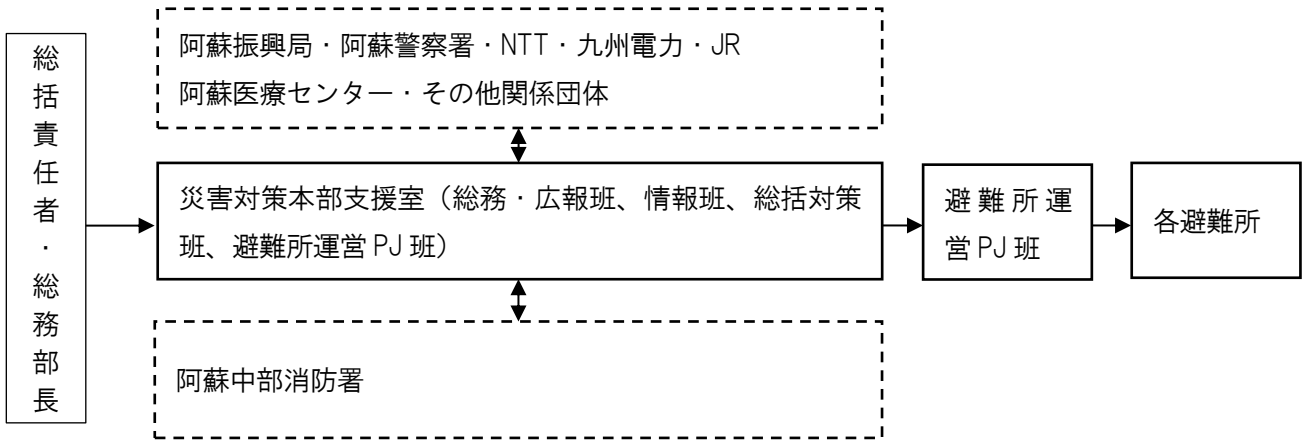 総括責任者・総務部長
阿蘇振興局・阿蘇警察署・NTT・九州電力・JR
阿蘇医療センター・その他関係団体
災害対策本部支援室（総務・広報班、情報班、総括対策
班、避難所運営 PJ 班）
避難所運
営 PJ 班
各避難所
阿蘇中部消防署